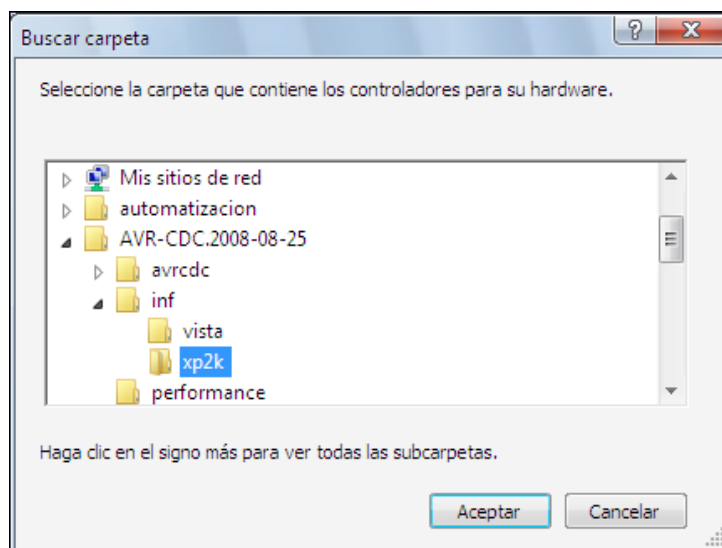 Buscar carpeta
Seleccione la carpeta que contiene los controladores para su hardware.
Mis sitios de red
automatizacion
AVR-CDC.2008-08-25
avrcdc
inf
vista
xp2k
performance
Haga clic en el signo más para ver todas las subcarpetas.
Aceptar Cancelar